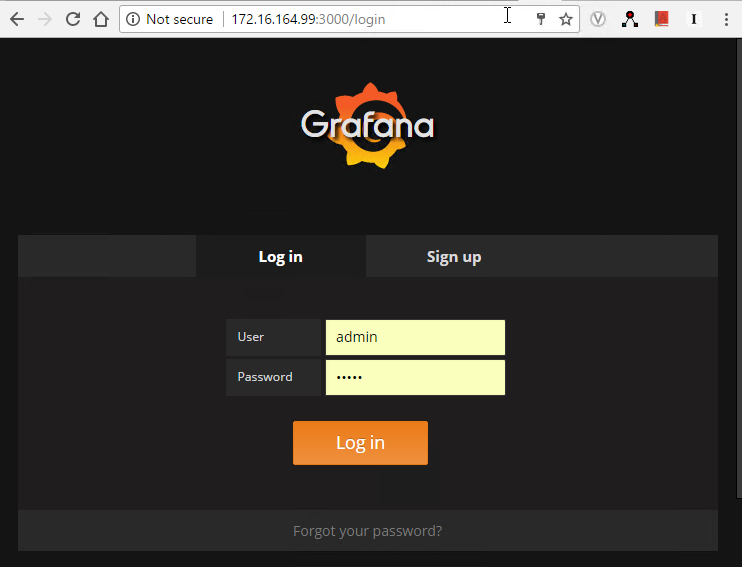 Not secure 172.16.164.99:3000/login
Grafana
Log in Sign up
User admin
Password •••••
Log in
Forgot your password?